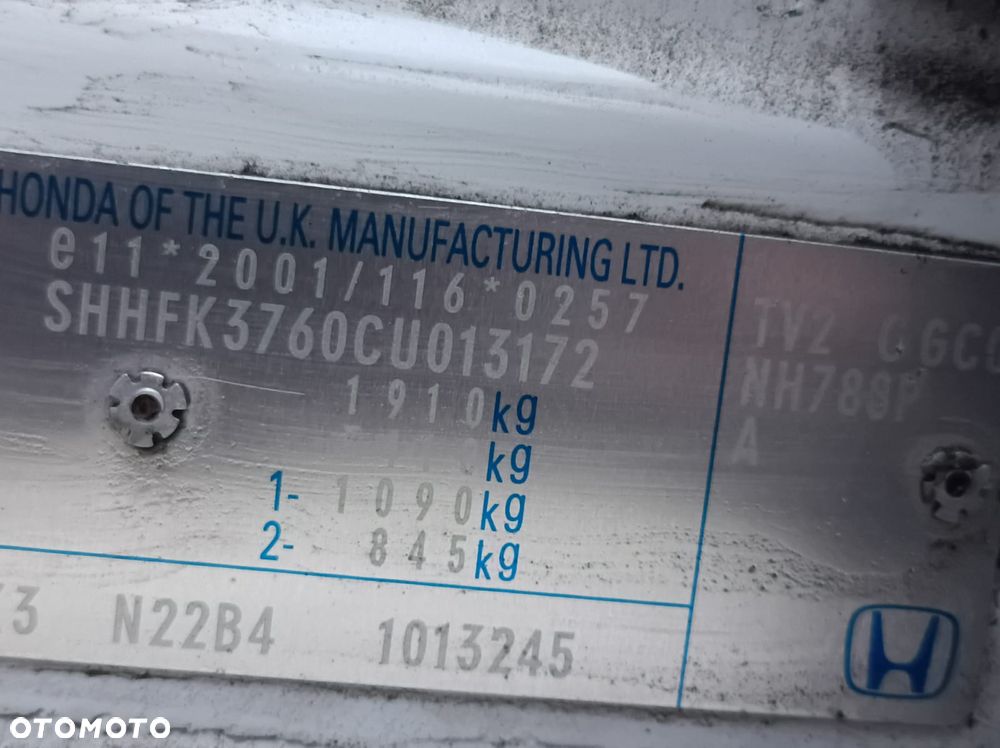 HONDA OF THE U.K. MANUFACTURING LTD.
e11*2001/116*0257
SHHFK3760CU013172
1910kg
kg
1- 1090kg
2- 845kg
3 N22B4 1013245
TV2
NH788P
A
OTOMOTO